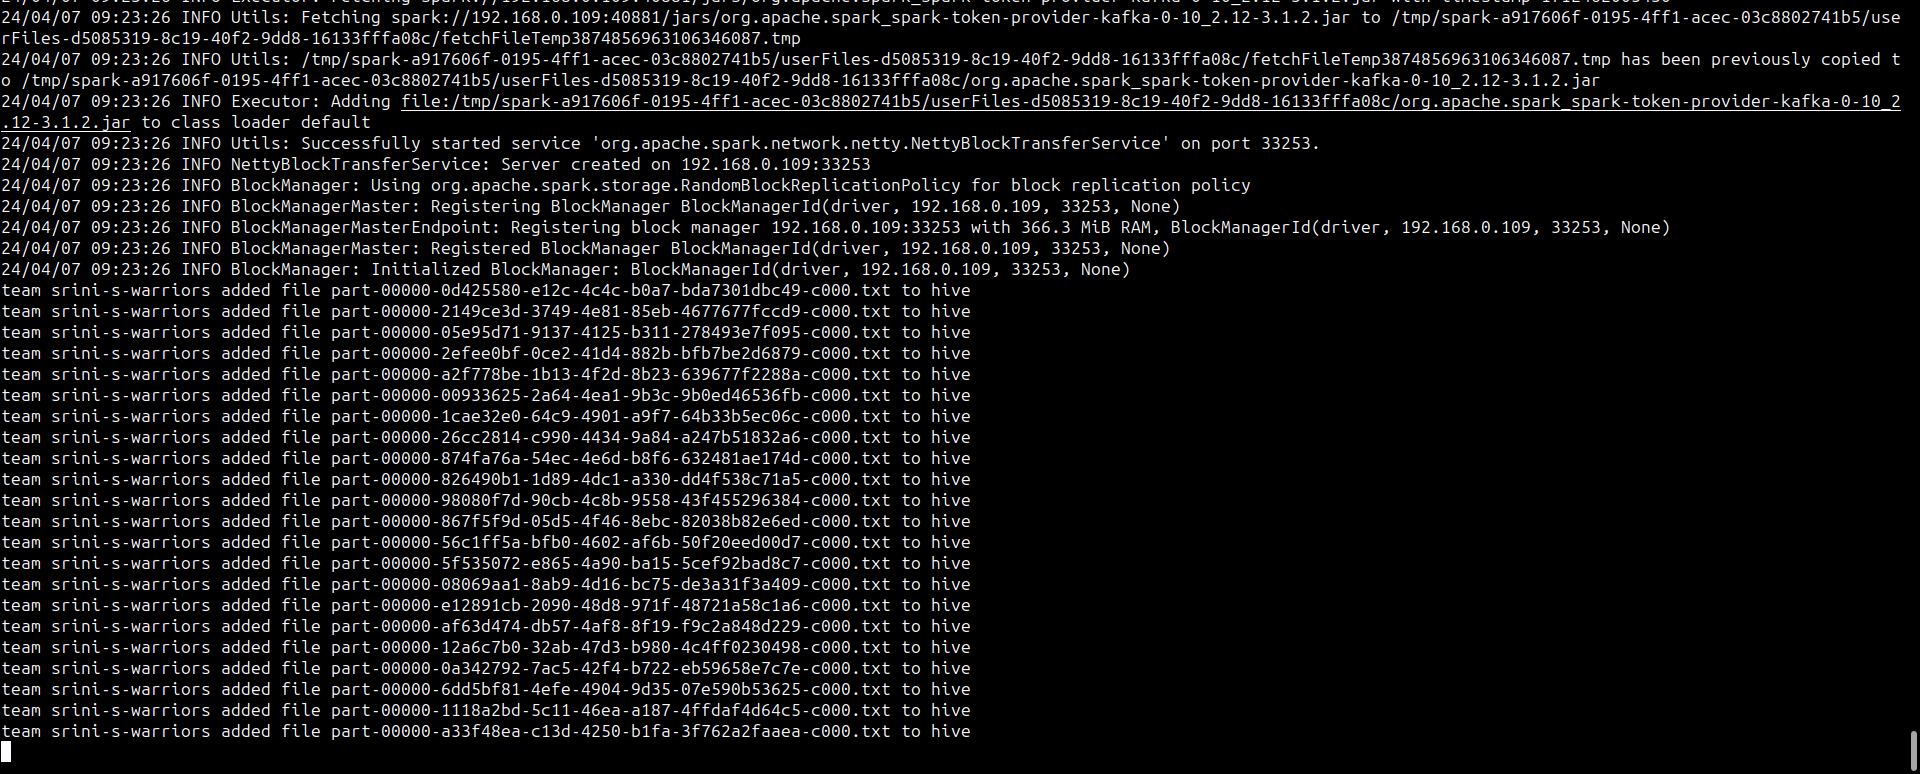 24/04/07 09:23:26 INFO Utils: Fetching spark://192.168.0.109:40881/jars/org.apache.spark_spark-token-provider-kafka-0-10_2.12-3.1.2.jar to /tmp/spark-a917606f-0195-4ff1-acec-03c8802741b5/use
rFiles-d5085319-8c19-40f2-9dd8-16133fffa08c/fetchFileTemp3874856963106346087.tmp
24/04/07 09:23:26 INFO Utils: /tmp/spark-a917606f-0195-4ff1-acec-03c8802741b5/userFiles-d5085319-8c19-40f2-9dd8-16133fffa08c/fetchFileTemp3874856963106346087.tmp has been previously copied t
o /tmp/spark-a917606f-0195-4ff1-acec-03c8802741b5/userFiles-d5085319-8c19-40f2-9dd8-16133fffa08c/org.apache.spark_spark-token-provider-kafka-0-10_2.12-3.1.2.jar
24/04/07 09:23:26 INFO Executor: Adding file:/tmp/spark-a917606f-0195-4ff1-acec-03c8802741b5/userFiles-d5085319-8c19-40f2-9dd8-16133fffa08c/org.apache.spark_spark-token-provider-kafka-0-10_2
.12-3.1.2.jar to class loader default
24/04/07 09:23:26 INFO Utils: Successfully started service 'org.apache.spark.network.netty.NettyBlockTransferService' on port 33253.
24/04/07 09:23:26 INFO NettyBlockTransferService: Server created on 192.168.0.109:33253
24/04/07 09:23:26 INFO BlockManager: Using org.apache.spark.storage.RandomBlockReplicationPolicy for block replication policy
24/04/07 09:23:26 INFO BlockManagerMaster: Registering BlockManager BlockManagerId(driver, 192.168.0.109, 33253, None)
24/04/07 09:23:26 INFO BlockManagerMasterEndpoint: Registering block manager 192.168.0.109:33253 with 366.3 MiB RAM, BlockManagerId(driver, 192.168.0.109, 33253, None)
24/04/07 09:23:26 INFO BlockManagerMaster: Registered BlockManager BlockManagerId(driver, 192.168.0.109, 33253, None)
24/04/07 09:23:26 INFO BlockManager: Initialized BlockManager: BlockManagerId(driver, 192.168.0.109, 33253, None)
team srini-s-warriors added file part-00000-0d425580-e12c-4c4c-b0a7-bda7301dbc49-c000.txt to hive
team srini-s-warriors added file part-00000-2149ce3d-3749-4e81-85eb-4677677fccd9-c000.txt to hive
team srini-s-warriors added file part-00000-05e95d71-9137-4125-b311-278493e7f095-c000.txt to hive
team srini-s-warriors added file part-00000-2efee0bf-0ce2-41d4-882b-bfb7be2d6879-c000.txt to hive
team srini-s-warriors added file part-00000-a2f778be-1b13-4f2d-8b23-639677f2288a-c000.txt to hive
team srini-s-warriors added file part-00000-00933625-2a64-4ea1-9b3c-9b0ed46536fb-c000.txt to hive
team srini-s-warriors added file part-00000-1cae32e0-64c9-4901-a9f7-64b33b5ec06c-c000.txt to hive
team srini-s-warriors added file part-00000-26cc2814-c990-4434-9a84-a247b51832a6-c000.txt to hive
team srini-s-warriors added file part-00000-874fa76a-54ec-4e6d-b8f6-632481ae174d-c000.txt to hive
team srini-s-warriors added file part-00000-826490b1-1d89-4dc1-a330-dd4f538c71a5-c000.txt to hive
team srini-s-warriors added file part-00000-98080f7d-90cb-4c8b-9558-43f455296384-c000.txt to hive
team srini-s-warriors added file part-00000-867f5f9d-05d5-4f46-8ebc-82038b82e6ed-c000.txt to hive
team srini-s-warriors added file part-00000-56c1ff5a-bfb0-4602-af6b-50f20eed00d7-c000.txt to hive
team srini-s-warriors added file part-00000-5f535072-e865-4a90-ba15-5cef92bad8c7-c000.txt to hive
team srini-s-warriors added file part-00000-08069aa1-8ab9-4d16-bc75-de3a31f3a409-c000.txt to hive
team srini-s-warriors added file part-00000-e12891cb-2090-48d8-971f-48721a58c1a6-c000.txt to hive
team srini-s-warriors added file part-00000-af63d474-db57-4af8-8f19-f9c2a848d229-c000.txt to hive
team srini-s-warriors added file part-00000-12a6c7b0-32ab-47d3-b980-4c4ff0230498-c000.txt to hive
team srini-s-warriors added file part-00000-0a342792-7ac5-42f4-b722-eb59658e7c7e-c000.txt to hive
team srini-s-warriors added file part-00000-6dd5bf81-4efe-4904-9d35-07e590b53625-c000.txt to hive
team srini-s-warriors added file part-00000-1118a2bd-5c11-46ea-a187-4ffdaf4d64c5-c000.txt to hive
team srini-s-warriors added file part-00000-a33f48ea-c13d-4250-b1fa-3f762a2faaea-c000.txt to hive